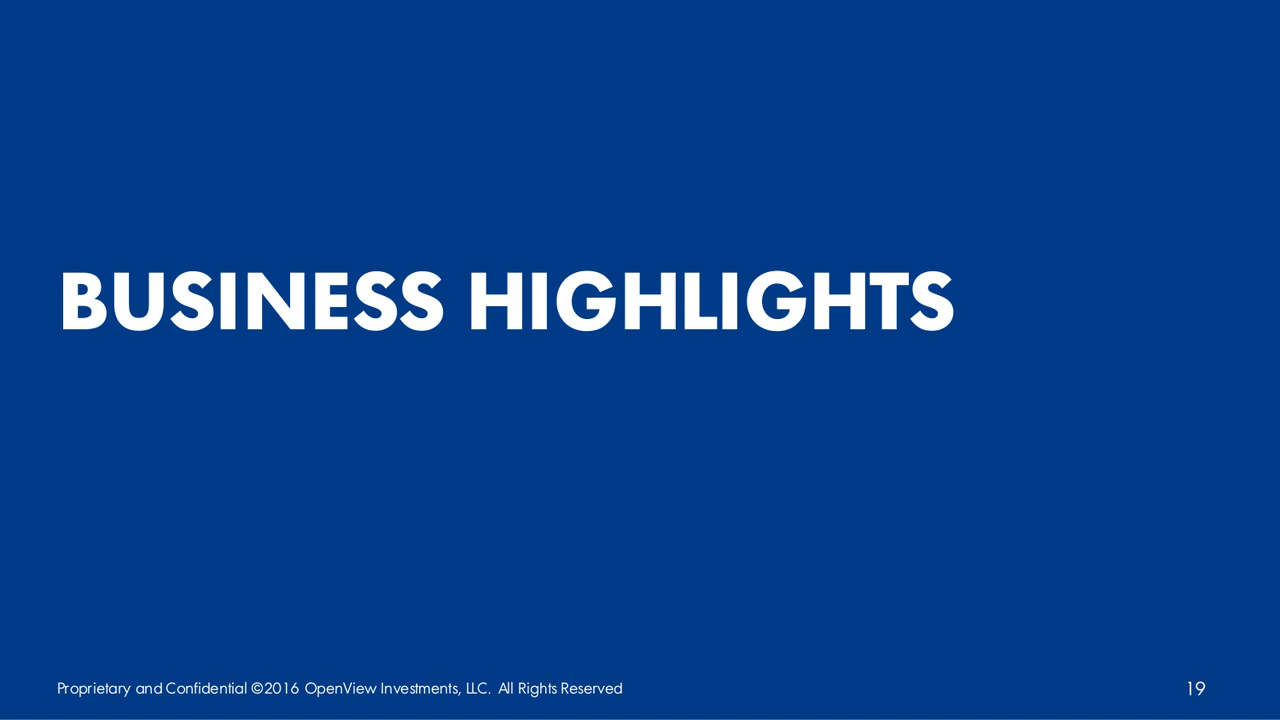 BUSINESS HIGHLIGHTS
Proprietary and Confidential ©2016 OpenView Investments, LLC. All Rights Reserved
19